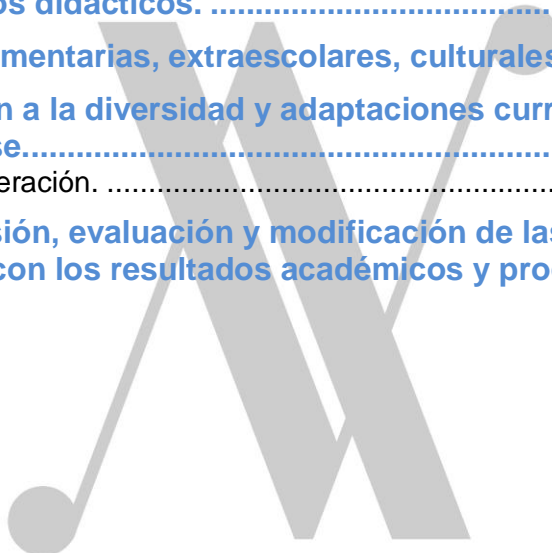 os didácticos. ..........................................
mentarias, extraescolares, culturales
n a la diversidad y adaptaciones curr
se...............................................................
eración. ......................................................
sión, evaluación y modificación de las
con los resultados académicos y pro